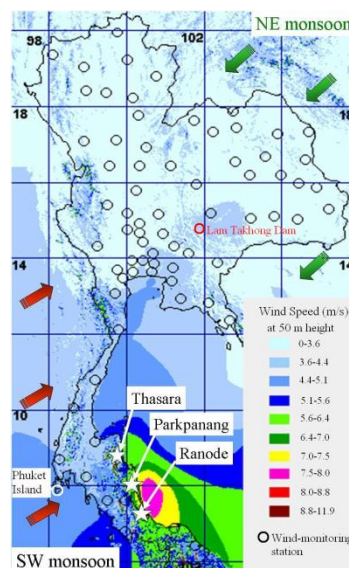 NE monsoon
98
102
18
Lam Takhong Dam
14
Wind Speed (m/s)
at 50 m height
0-3.6
3.6-4.4
4.4-5.1
5.1-5.6
5.6-6.4
6.4-7.0
7.0-7.5
7.5-8.0
8.0-8.8
8.8-11.9
Wind-monitoring
station
Thasara
10
Parkpanang
Ranode
Phuket
Island
SW monsoon